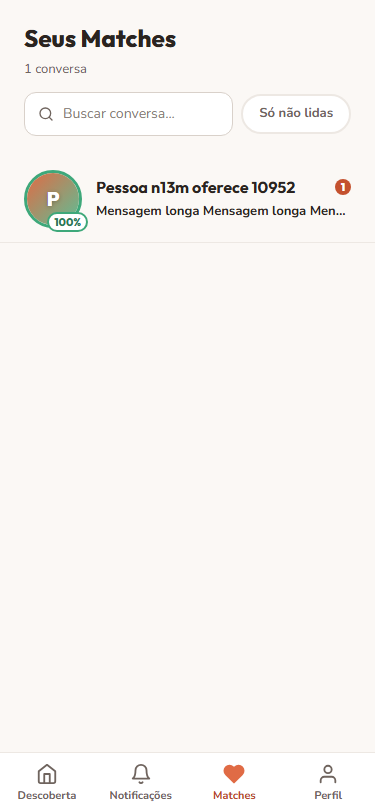 Seus Matches
1 conversa
Buscar conversa...
Só não lidas
P
100%
Pessoa n13m oferece 10952
1
Mensagem longa Mensagem longa Men...
Descoberta
Notificações
Matches
Perfil